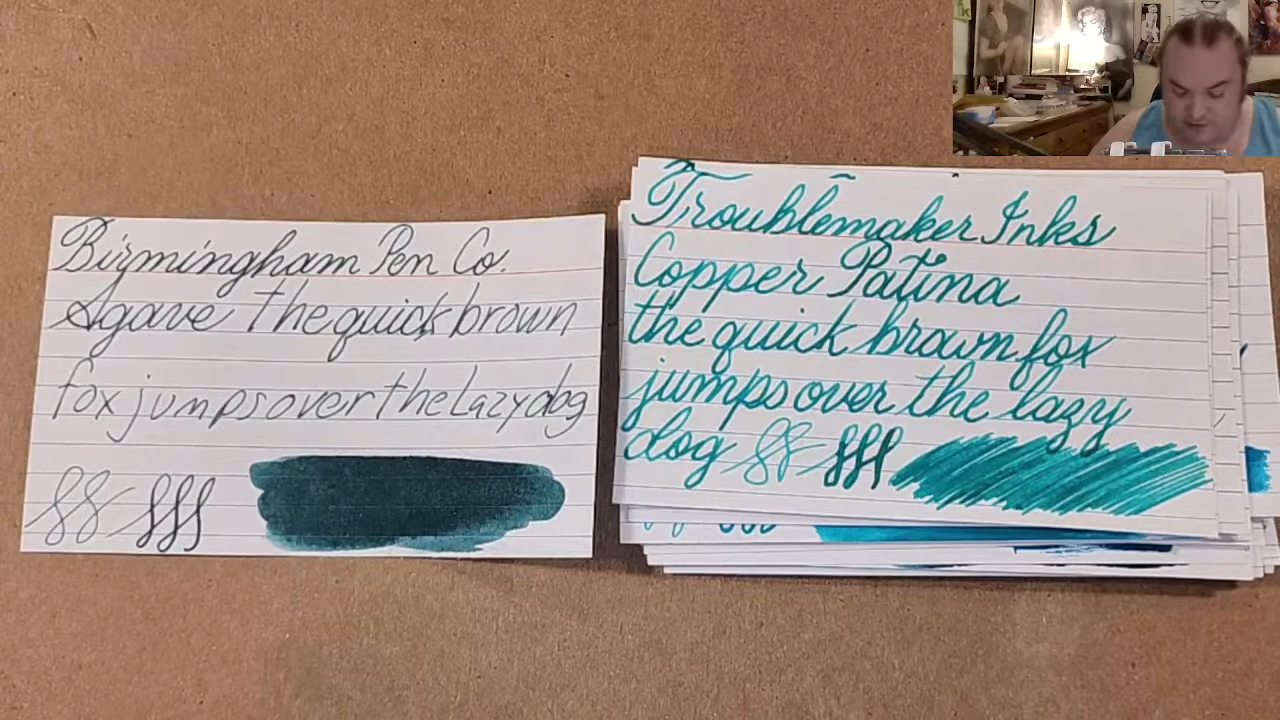 Birmingham Pen Co.
Agave The quick brown
fox jumps over the Lazy dog
Troublemaker Inks
Copper Patina
the quick brown fox
jumps over the lazy
dog